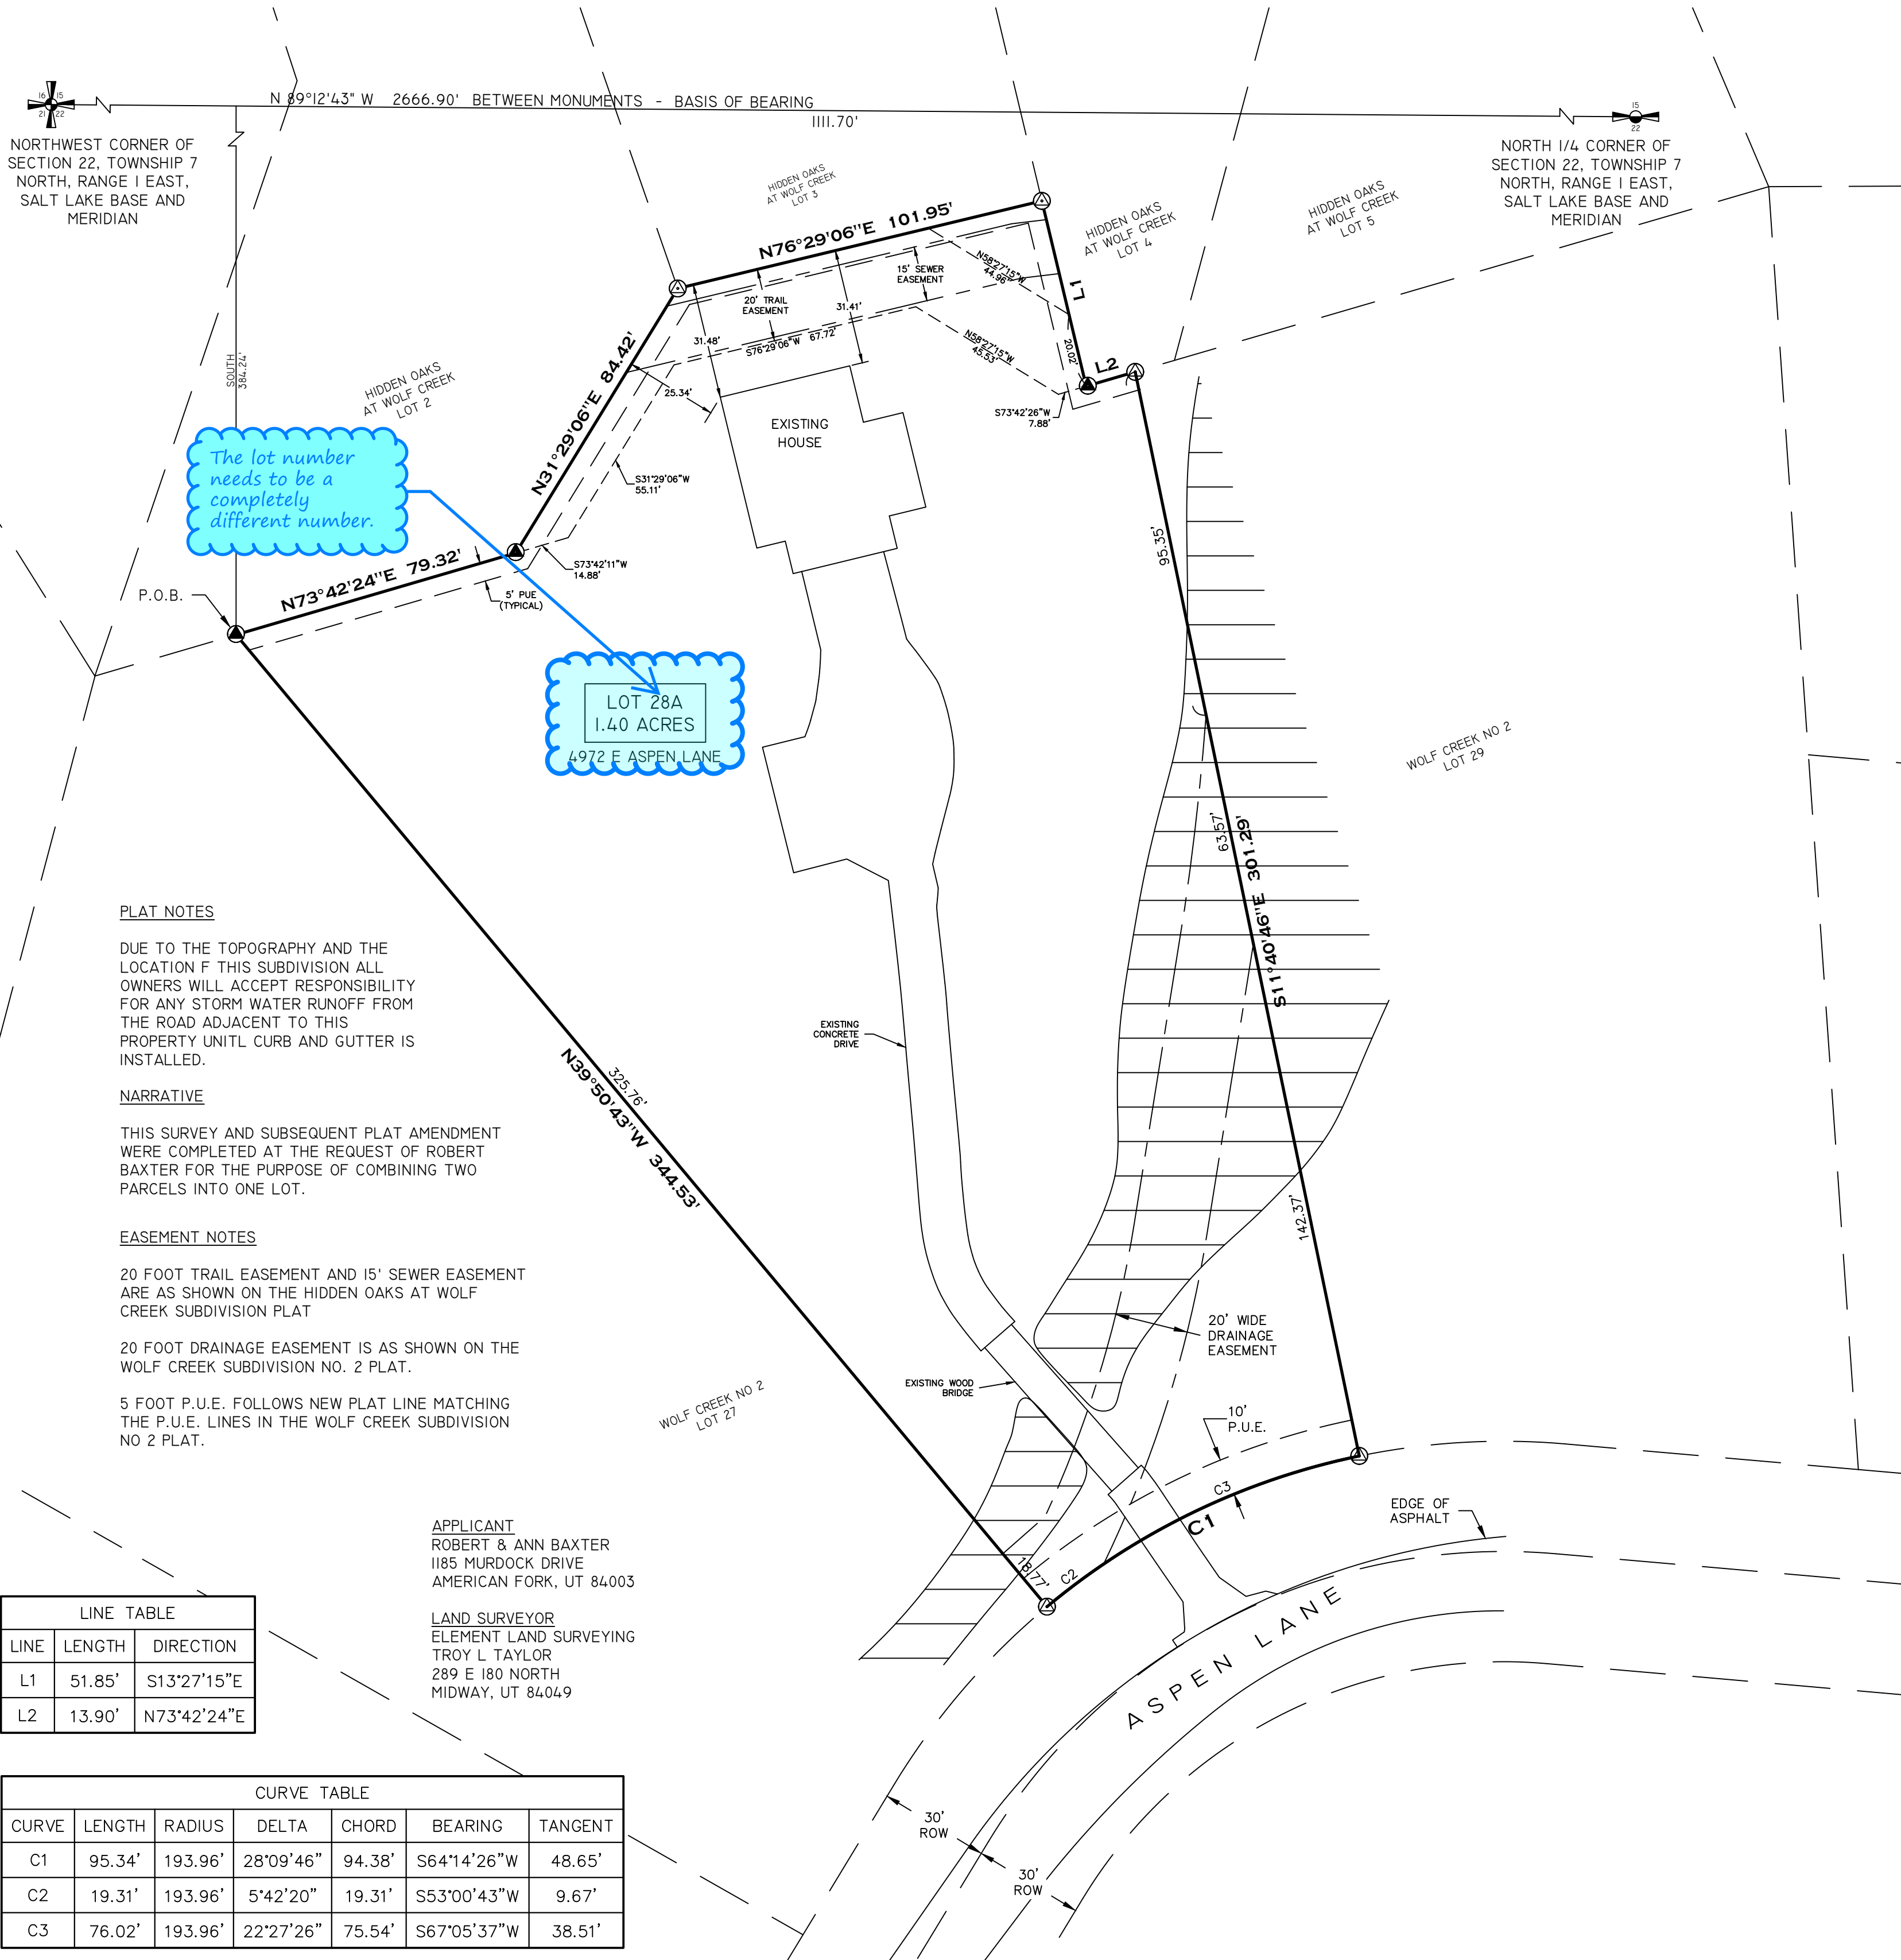 N 89°12'43" W 2666.90' BETWEEN MONUMENTS - BASIS OF BEARING
1111.70'
16 15
21 22
NORTHWEST CORNER OF
SECTION 22, TOWNSHIP 7
NORTH, RANGE 1 EAST,
SALT LAKE BASE AND
MERIDIAN
15
22
NORTH 1/4 CORNER OF
SECTION 22, TOWNSHIP 7
NORTH, RANGE 1 EAST,
SALT LAKE BASE AND
MERIDIAN
HIDDEN OAKS
AT WOLF CREEK
LOT 3
HIDDEN OAKS
AT WOLF CREEK
LOT 4
HIDDEN OAKS
AT WOLF CREEK
LOT 5
N76°29'06"E 101.95'
N58°27'15"W
44.96'
15' SEWER
EASEMENT
20' TRAIL
EASEMENT
31.41'
31.48'
S76°29'06"W 67.72'
N58°27'15"W
45.53'
L1
20.02'
L2
SOUTH
384.24'
HIDDEN OAKS
AT WOLF CREEK
LOT 2
N31°29'06"E 84.42'
25.34'
S73°42'26"W
7.88'
EXISTING
HOUSE
The lot number
needs to be a
completely
different number.
S31°29'06"W
55.11'
95.35'
N73°42'24"E 79.32'
S73°42'11"W
14.88'
P.O.B.
5' PUE
(TYPICAL)
LOT 28A
1.40 ACRES
4972 E ASPEN LANE
WOLF CREEK NO 2
LOT 29
63.57'
S11°40'46"E 301.29'
PLAT NOTES
DUE TO THE TOPOGRAPHY AND THE
LOCATION F THIS SUBDIVISION ALL
OWNERS WILL ACCEPT RESPONSIBILITY
FOR ANY STORM WATER RUNOFF FROM
THE ROAD ADJACENT TO THIS
PROPERTY UNITL CURB AND GUTTER IS
INSTALLED.
EXISTING
CONCRETE
DRIVE
325.76'
N39°50'43"W 344.53'
NARRATIVE
THIS SURVEY AND SUBSEQUENT PLAT AMENDMENT
WERE COMPLETED AT THE REQUEST OF ROBERT
BAXTER FOR THE PURPOSE OF COMBINING TWO
PARCELS INTO ONE LOT.
142.37'
EASEMENT NOTES
20 FOOT TRAIL EASEMENT AND 15' SEWER EASEMENT
ARE AS SHOWN ON THE HIDDEN OAKS AT WOLF
CREEK SUBDIVISION PLAT
20 FOOT DRAINAGE EASEMENT IS AS SHOWN ON THE
WOLF CREEK SUBDIVISION NO. 2 PLAT.
5 FOOT P.U.E. FOLLOWS NEW PLAT LINE MATCHING
THE P.U.E. LINES IN THE WOLF CREEK SUBDIVISION
NO 2 PLAT.
20' WIDE
DRAINAGE
EASEMENT
EXISTING WOOD
BRIDGE
WOLF CREEK NO 2
LOT 27
10'
P.U.E.
C3
C1
EDGE OF
ASPHALT
18.77'
C2
APPLICANT
ROBERT & ANN BAXTER
1185 MURDOCK DRIVE
AMERICAN FORK, UT 84003
LAND SURVEYOR
ELEMENT LAND SURVEYING
TROY L TAYLOR
289 E 180 NORTH
MIDWAY, UT 84049
ASPEN LANE
30'
ROW
30'
ROW
LINE TABLE
LINE LENGTH DIRECTION
L1 51.85' S13°27'15"E
L2 13.90' N73°42'24"E
CURVE TABLE
CURVE LENGTH RADIUS DELTA CHORD BEARING TANGENT
C1 95.34' 193.96' 28°09'46" 94.38' S64°14'26"W 48.65'
C2 19.31' 193.96' 5°42'20" 19.31' S53°00'43"W 9.67'
C3 76.02' 193.96' 22°27'26" 75.54' S67°05'37"W 38.51'